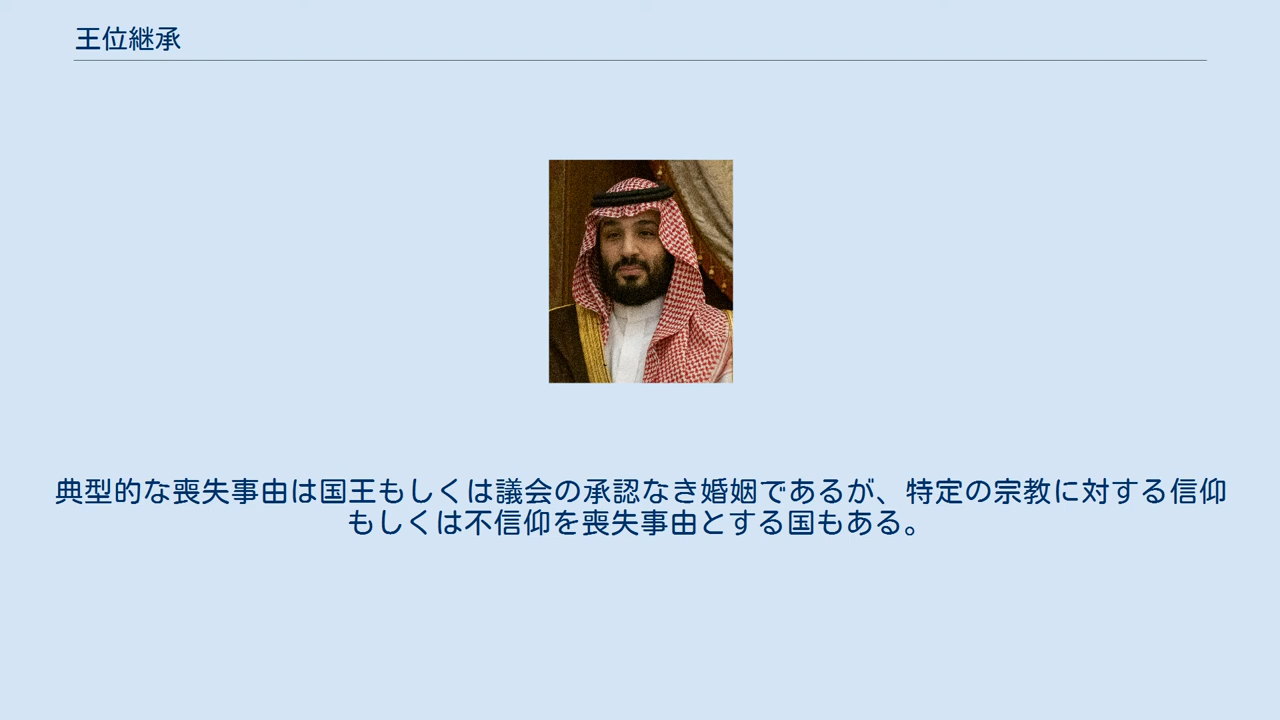 王位継承
典型的な喪失事由は国王もしくは議会の承認なき婚姻であるが、特定の宗教に対する信仰
もしくは不信仰を喪失事由とする国もある。